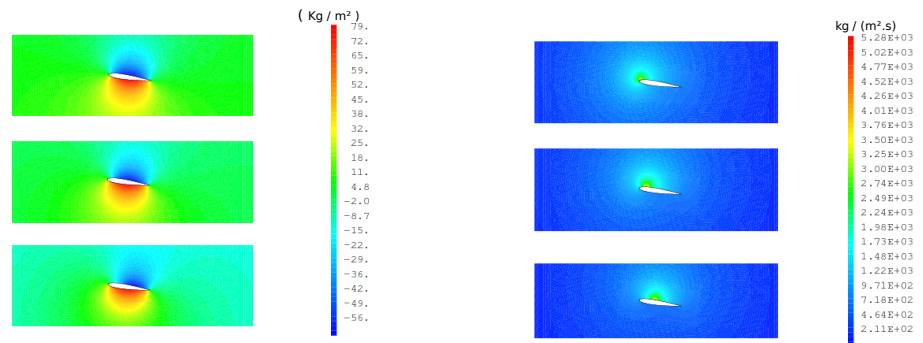 ( Kg / m² )
79.
72.
65.
59.
52.
45.
38.
32.
25.
18.
11.
4.8
-2.0
-8.7
-15.
-22.
-29.
-36.
-42.
-49.
-56.
kg / (m².s)
5.28E+03
5.02E+03
4.77E+03
4.52E+03
4.26E+03
4.01E+03
3.76E+03
3.50E+03
3.25E+03
3.00E+03
2.74E+03
2.49E+03
2.24E+03
1.98E+03
1.73E+03
1.48E+03
1.22E+03
9.71E+02
7.18E+02
4.64E+02
2.11E+02